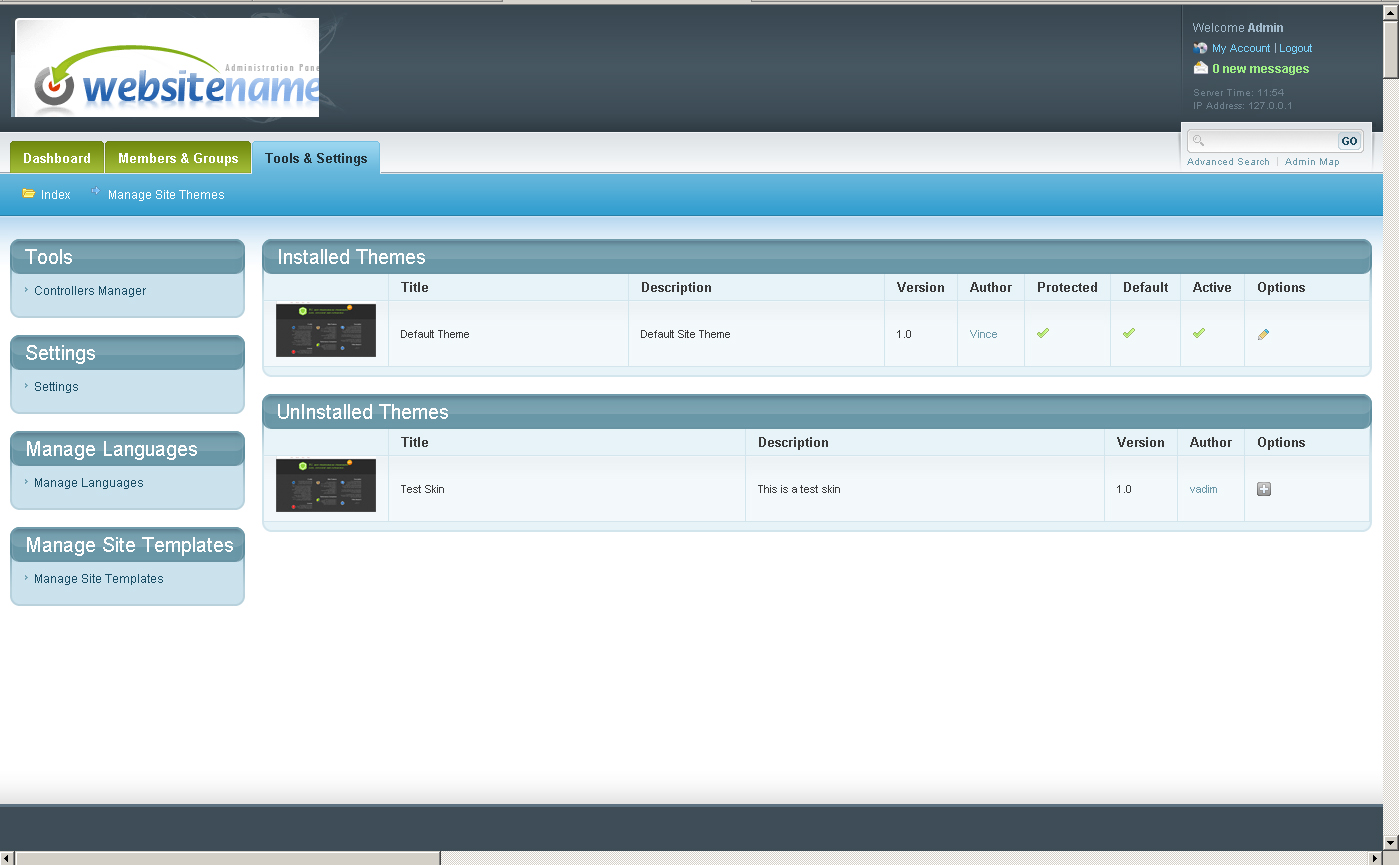 Administration Pane
websitename
Welcome Admin
My Account | Logout
0 new messages
Server Time: 11:54
IP Address: 127.0.0.1
Dashboard
Members & Groups
Tools & Settings
GO
Advanced Search | Admin Map
Index
Manage Site Themes
Tools
Controllers Manager
Settings
Settings
Manage Languages
Manage Languages
Manage Site Templates
Manage Site Templates
Installed Themes
Title Description Version Author Protected Default Active Options
Default Theme Default Site Theme 1.0 Vince
UnInstalled Themes
Title Description Version Author Options
Test Skin This is a test skin 1.0 vadim